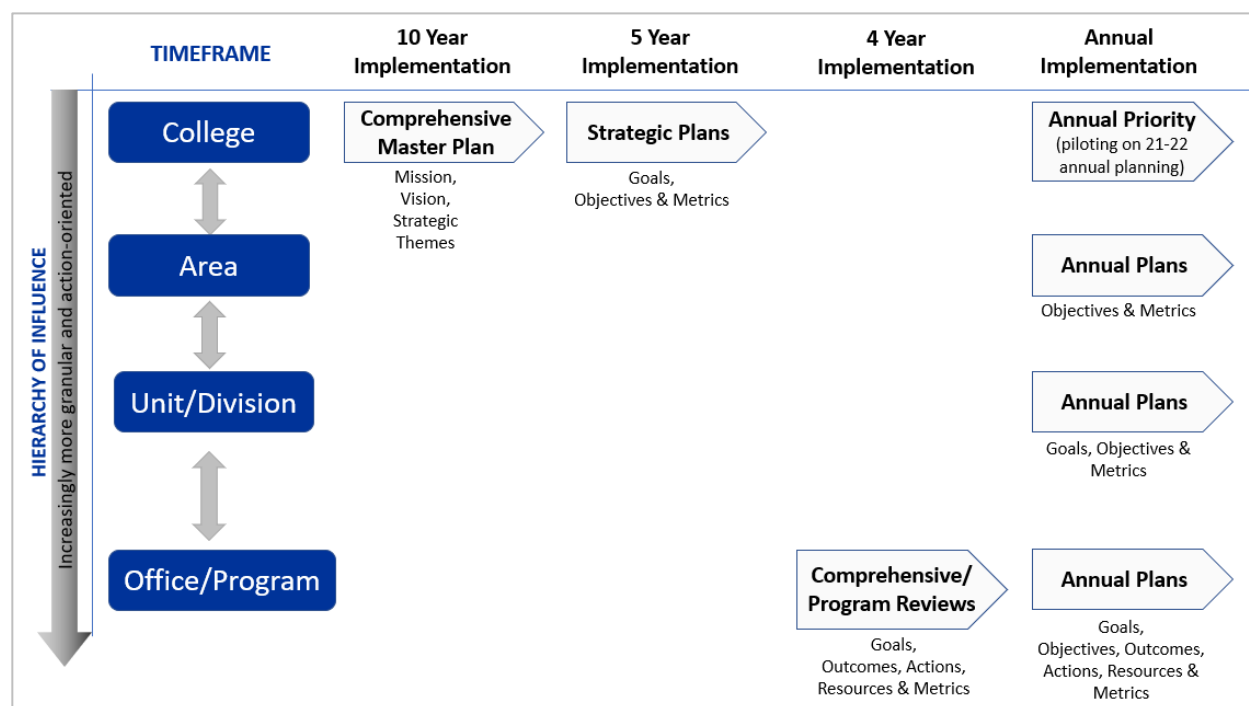 TIMEFRAME
10 Year
Implementation
5 Year
Implementation
4 Year
Implementation
Annual
Implementation
HIERARCHY OF INFLUENCE
Increasingly more granular and action-oriented
College
Comprehensive
Master Plan
Mission,
Vision,
Strategic
Themes
Strategic Plans
Goals,
Objectives & Metrics
Annual Priority
(piloting on 21-22
annual planning)
Area
Annual Plans
Objectives & Metrics
Unit/Division
Annual Plans
Goals, Objectives &
Metrics
Office/Program
Comprehensive/
Program Reviews
Goals,
Outcomes, Actions,
Resources & Metrics
Annual Plans
Goals,
Objectives, Outcomes,
Actions, Resources &
Metrics